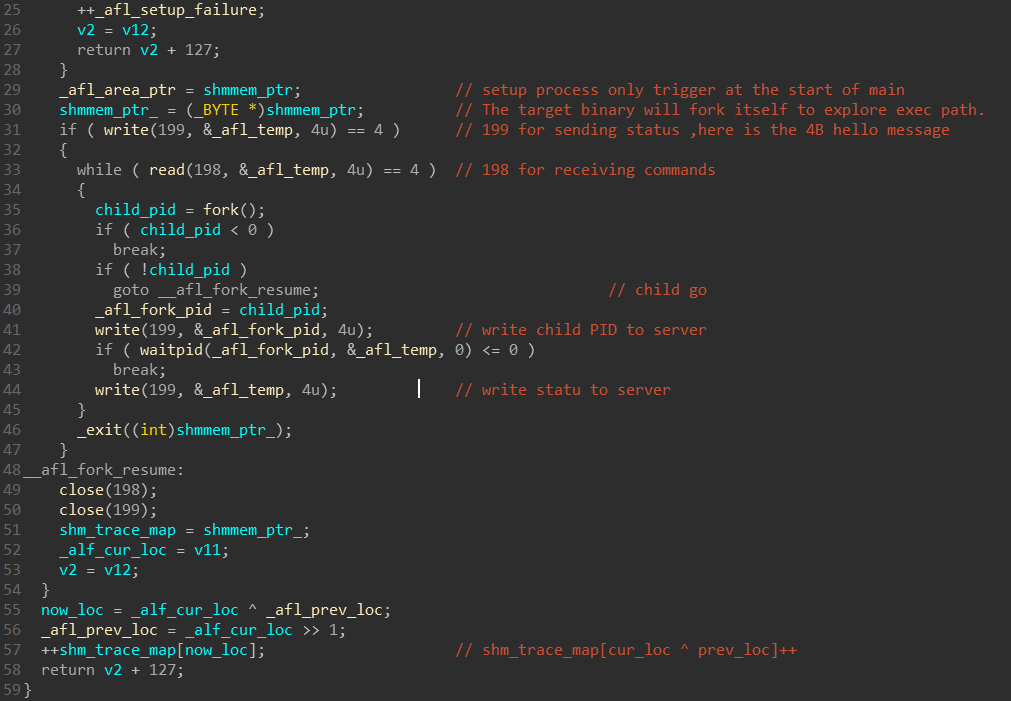 25 ++_afl_setup_failure;
26 v2 = v12;
27 return v2 + 127;
28 }
29 _afl_area_ptr = shmmem_ptr; // setup process only trigger at the start of main
30 shmmem_ptr_ = (_BYTE *)shmmem_ptr; // The target binary will fork itself to explore exec path.
31 if ( write(199, &_afl_temp, 4u) == 4 ) // 199 for sending status ,here is the 4B hello message
32 {
33 while ( read(198, &_afl_temp, 4u) == 4 ) // 198 for receiving commands
34 {
35 child_pid = fork();
36 if ( child_pid < 0 )
37 break;
38 if ( !child_pid )
39 goto __afl_fork_resume; // child go
40 _afl_fork_pid = child_pid;
41 write(199, &_afl_fork_pid, 4u); // write child PID to server
42 if ( waitpid(_afl_fork_pid, &_afl_temp, 0) <= 0 )
43 break;
44 write(199, &_afl_temp, 4u); // write statu to server
45 }
46 _exit((int)shmmem_ptr_);
47 }
48 __afl_fork_resume:
49 close(198);
50 close(199);
51 shm_trace_map = shmmem_ptr_;
52 _alf_cur_loc = v11;
53 v2 = v12;
54 }
55 now_loc = _alf_cur_loc ^ _afl_prev_loc;
56 _afl_prev_loc = _alf_cur_loc >> 1;
57 ++shm_trace_map[now_loc]; // shm_trace_map[cur_loc ^ prev_loc]++
58 return v2 + 127;
59 }